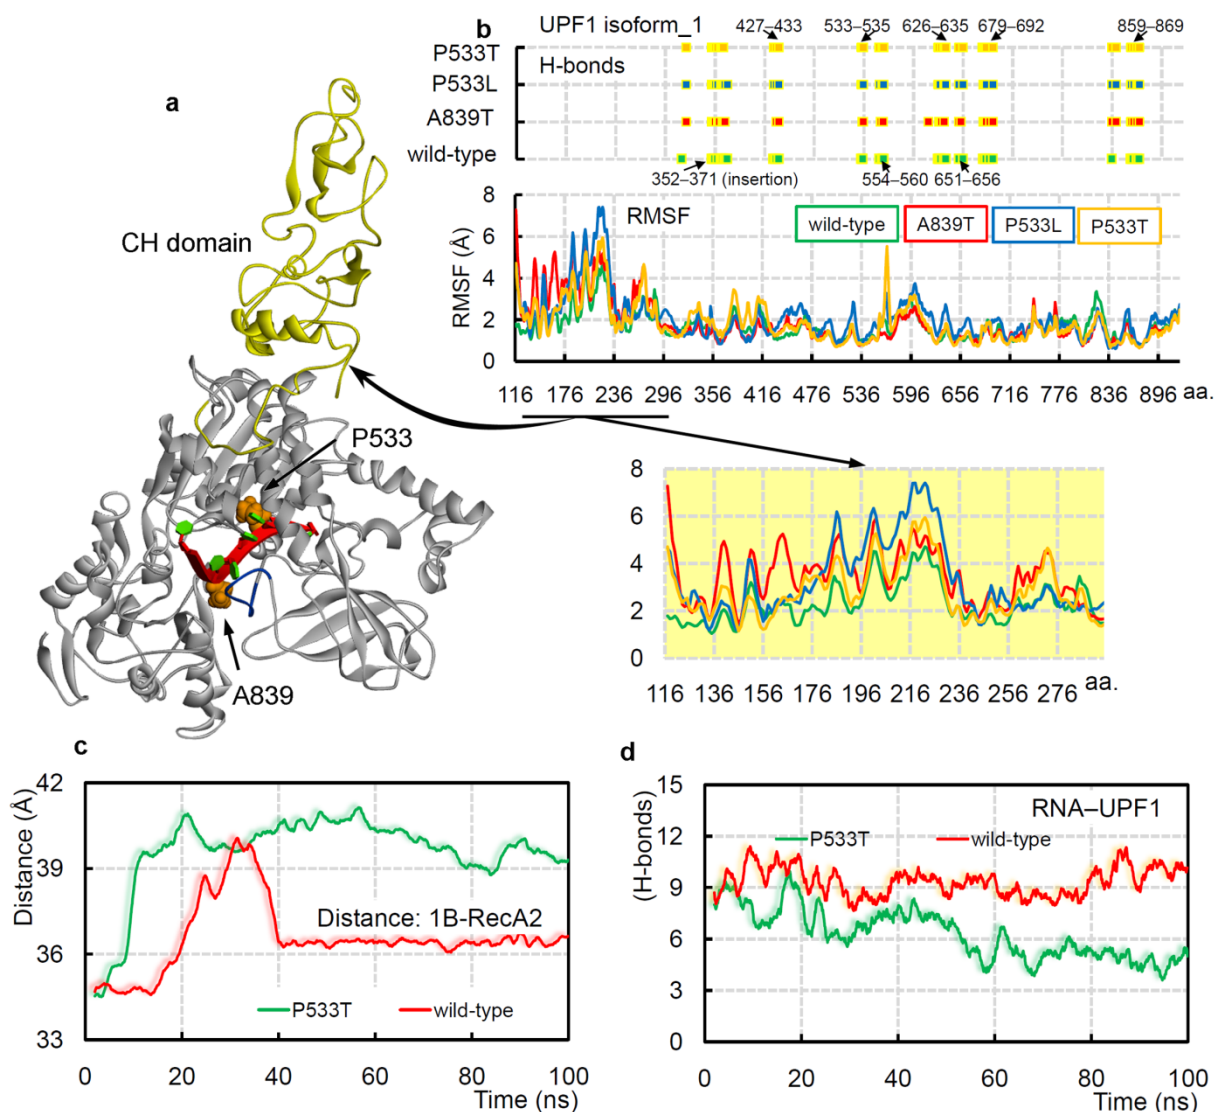 a
CH domain
P533
A839
b
UPF1 isoform_1
427–433
533–535
626–635
679–692
859–869
P533T
H-bonds
P533L
A839T
wild-type
352–371 (insertion)
554–560
651–656
RMSF (Å)
8
6
4
2
0
RMSF
wild-type
A839T
P533L
P533T
116 176 236 296 356 416 476 536 596 656 716 776 836 896 aa.
8
6
4
2
0
116 136 156 176 196 216 236 256 276 aa.
c
Distance (Å)
42
39
36
33
Distance: 1B-RecA2
P533T
wild-type
0 20 40 60 80 100
Time (ns)
d
(H-bonds)
15
12
9
6
3
0
RNA–UPF1
P533T
wild-type
0 20 40 60 80 100
Time (ns)